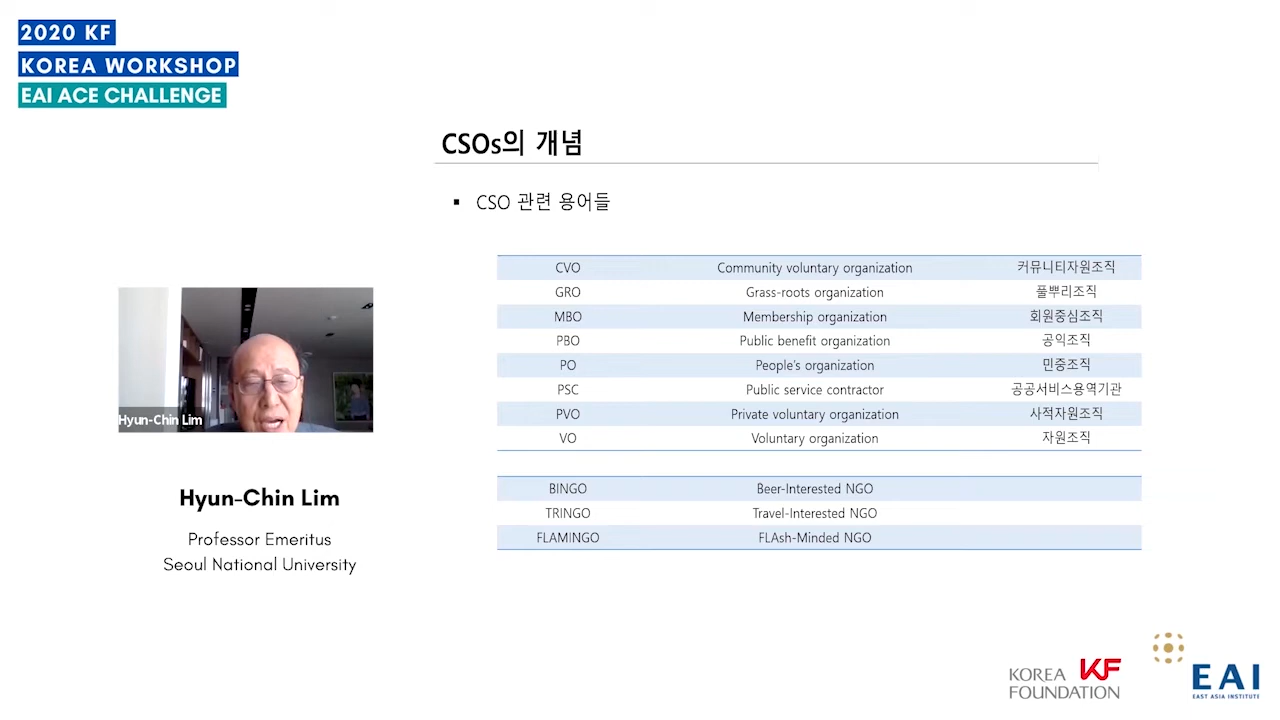 2020 KF
KOREA WORKSHOP
EAI ACE CHALLENGE
CSOs의 개념
▪ CSO 관련 용어들
CVO Community voluntary organization 커뮤니티자원조직
GRO Grass-roots organization 풀뿌리조직
MBO Membership organization 회원중심조직
PBO Public benefit organization 공익조직
PO People's organization 민중조직
PSC Public service contractor 공공서비스용역기관
PVO Private voluntary organization 사적자원조직
VO Voluntary organization 자원조직
BINGO Beer-Interested NGO
TRINGO Travel-Interested NGO
FLAMINGO FLAsh-Minded NGO
Hyun-Chin Lim
Hyun-Chin Lim
Professor Emeritus
Seoul National University
KOREA KF
FOUNDATION
EAI
EAST ASIA INSTITUTE